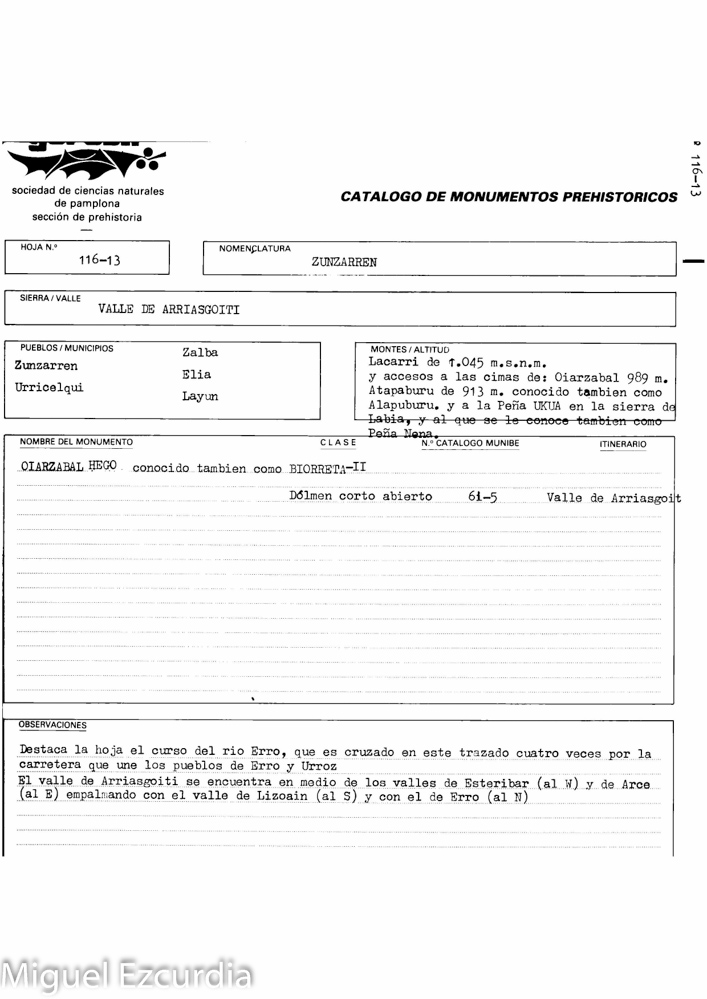 116-13
sociedad de ciencias naturales
de pamplona
sección de prehistoria
CATALOGO DE MONUMENTOS PREHISTORICOS
HOJA N.º
116-13
NOMENCLATURA
ZUNZARREN
SIERRA / VALLE
VALLE DE ARRIASGOITI
PUEBLOS / MUNICIPIOS
Zunzarren
Urricelqui
Zalba
Elia
Layun
MONTES / ALTITUD
Lacarri de 1.045 m.s.n.m.
y accesos a las cimas de: Oiarzabal 989 m.
Atapaburu de 913 m. conocido tambien como
Alapuburu. y a la Peña UKUA en la sierra de
Labia, y al que se le conoce tambien como
Peña Nena.
NOMBRE DEL MONUMENTO
CLASE
N.º CATALOGO MUNIBE
ITINERARIO
OIARZABAL HEGO conocido tambien como BIORRETA-II
Dólmen corto abierto 61-5 Valle de Arriasgoit
OBSERVACIONES
Destaca la hoja el curso del rio Erro, que es cruzado en este trazado cuatro veces por la
carretera que une los pueblos de Erro y Urroz
El valle de Arriasgoiti se encuentra en medio de los valles de Esteribar (al W) y de Arce
(al E) empalmando con el valle de Lizoain (al S) y con el de Erro (al N)
Miguel Ezcurdia